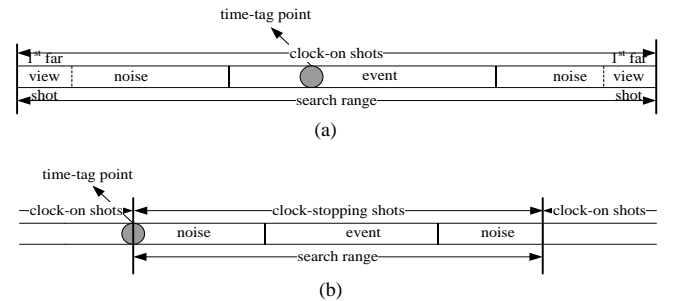 time-tag point
clock-on shots
1st far view shot
noise
event
noise
1st far view shot
search range
(a)
time-tag point
clock-on shots
clock-stopping shots
clock-on shots
noise
event
noise
search range
(b)